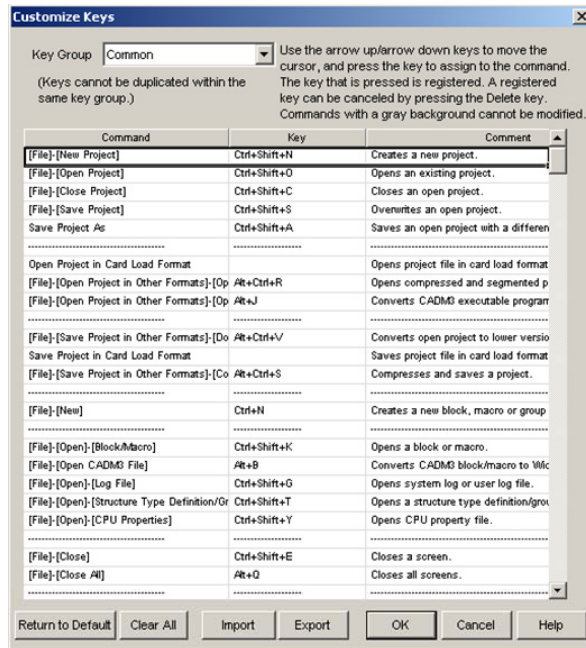 Customize Keys
Key Group Common
(Keys cannot be duplicated within the
same key group.)
Use the arrow up/arrow down keys to move the
cursor, and press the key to assign to the command.
The key that is pressed is registered. A registered
key can be canceled by pressing the Delete key.
Commands with a gray background cannot be modified.
Command Key Comment
[File]-[New Project] Ctrl+Shift+N Creates a new project.
[File]-[Open Project] Ctrl+Shift+O Opens an existing project.
[File]-[Close Project] Ctrl+Shift+C Closes an open project.
[File]-[Save Project] Ctrl+Shift+S Overwrites an open project.
Save Project As Ctrl+Shift+A Saves an open project with a differen
Open Project in Card Load Format Opens project file in card load format
[File]-[Open Project in Other Formats]-[Op Alt+Ctrl+R Opens compressed and segmented p
[File]-[Open Project in Other Formats]-[Op Alt+J Converts CADM3 executable program
[File]-[Save Project in Other Formats]-[Do Alt+Ctrl+V Converts open project to lower versio
Save Project in Card Load Format Saves project file in card load format
[File]-[Save Project in Other Formats]-[Co Alt+Ctrl+S Compresses and saves a project.
[File]-[New] Ctrl+N Creates a new block, macro or group
[File]-[Open]-[Block/Macro] Ctrl+Shift+K Opens a block or macro.
[File]-[Open CADM3 File] Alt+B Converts CADM3 block/macro to Wid
[File]-[Open]-[Log File] Ctrl+Shift+G Opens system log or user log file.
[File]-[Open]-[Structure Type Definition/Gr Ctrl+Shift+T Opens a structure type definition/grou
[File]-[Open]-[CPU Properties] Ctrl+Shift+Y Opens CPU property file.
[File]-[Close] Ctrl+Shift+E Closes a screen.
[File]-[Close All] Alt+Q Closes all screens.
Return to Default Clear All Import Export OK Cancel Help